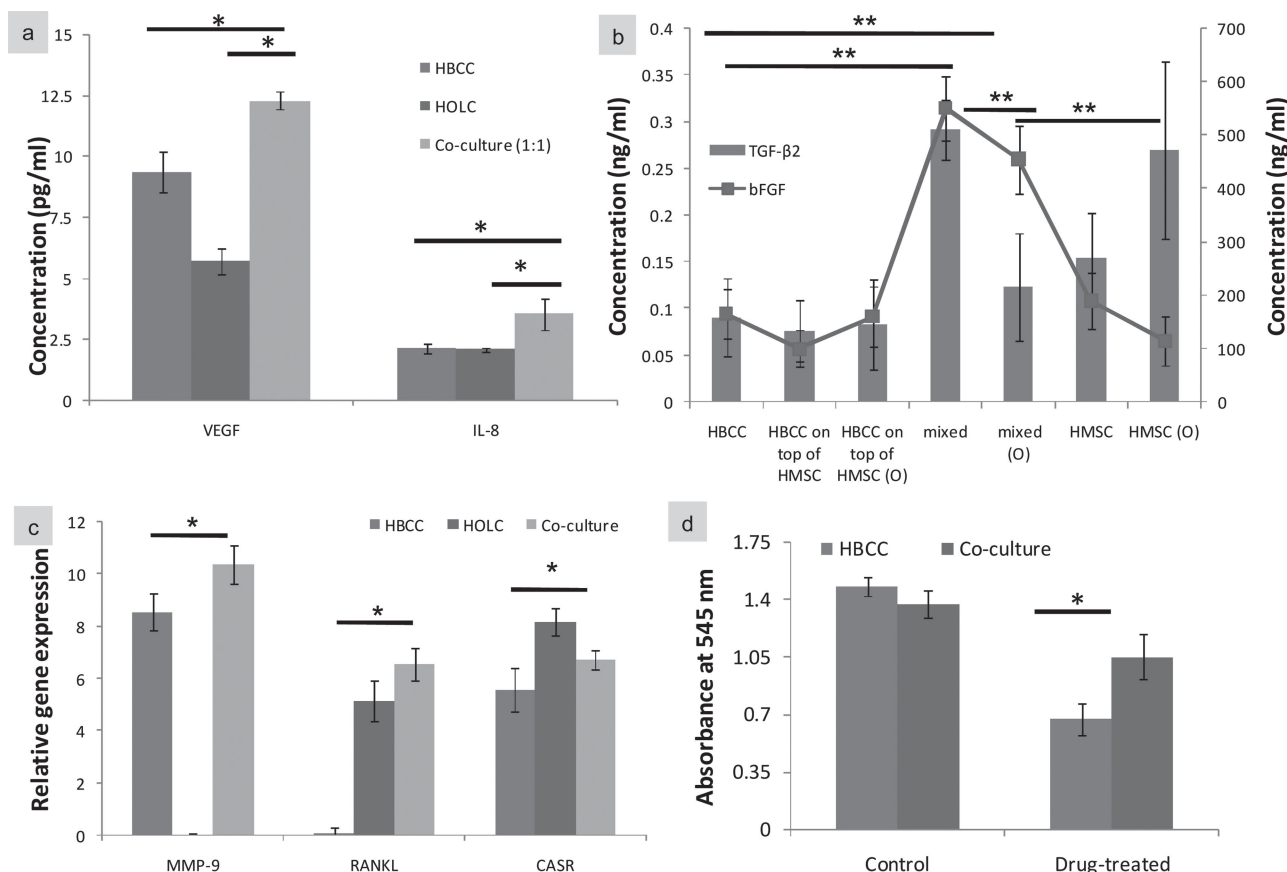 a
Concentration (pg/ml)
15
12.5
10
7.5
5
2.5
0
*
*
*
*
HBCC
HOLC
Co-culture (1:1)
VEGF
IL-8
b
Concentration (ng/ml)
0.4
0.35
0.3
0.25
0.2
0.15
0.1
0.05
0
**
**
**
**
TGF-β2
bFGF
700
600
500
400
300
200
100
0
Concentration (ng/ml)
HBCC
HBCC on
top of
HMSC
HBCC on
top of
HMSC (O)
mixed
mixed
(O)
HMSC
HMSC (O)
c
Relative gene expression
12
10
8
6
4
2
0
HBCC
HOLC
Co-culture
*
*
*
MMP-9
RANKL
CASR
d
Absorbance at 545 nm
1.75
1.4
1.05
0.7
0.35
0
HBCC
Co-culture
*
Control
Drug-treated